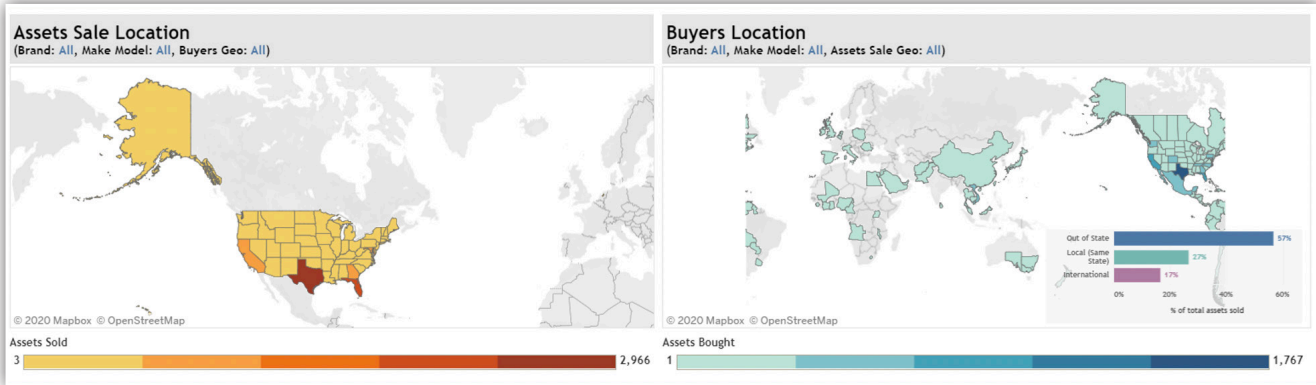 Assets Sale Location
(Brand: All, Make Model: All, Buyers Geo: All)
© 2020 Mapbox © OpenStreetMap
Assets Sold
3 2,966
Buyers Location
(Brand: All, Make Model: All, Assets Sale Geo: All)
Out of State 57%
Local (Same
State) 27%
International 17%
0% 20% 40% 60%
% of total assets sold
© 2020 Mapbox © OpenStreetMap
Assets Bought
1 1,767